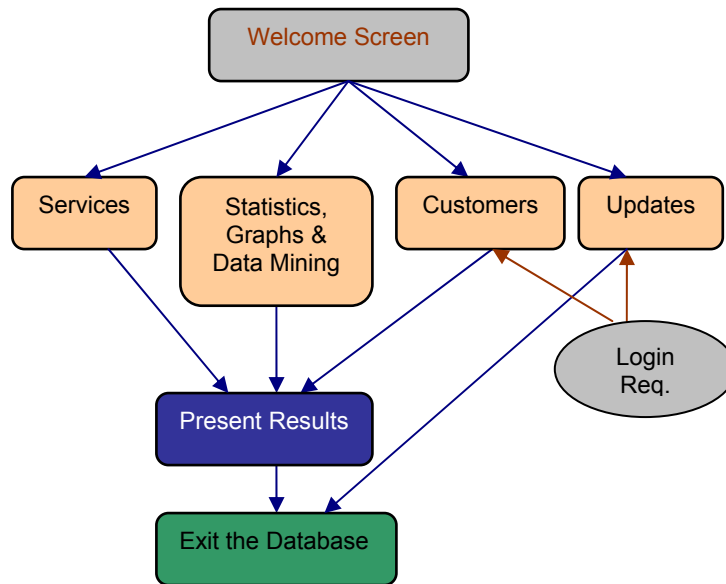 Welcome Screen
Services
Statistics,
Graphs &
Data Mining
Customers
Updates
Login
Req.
Present Results
Exit the Database